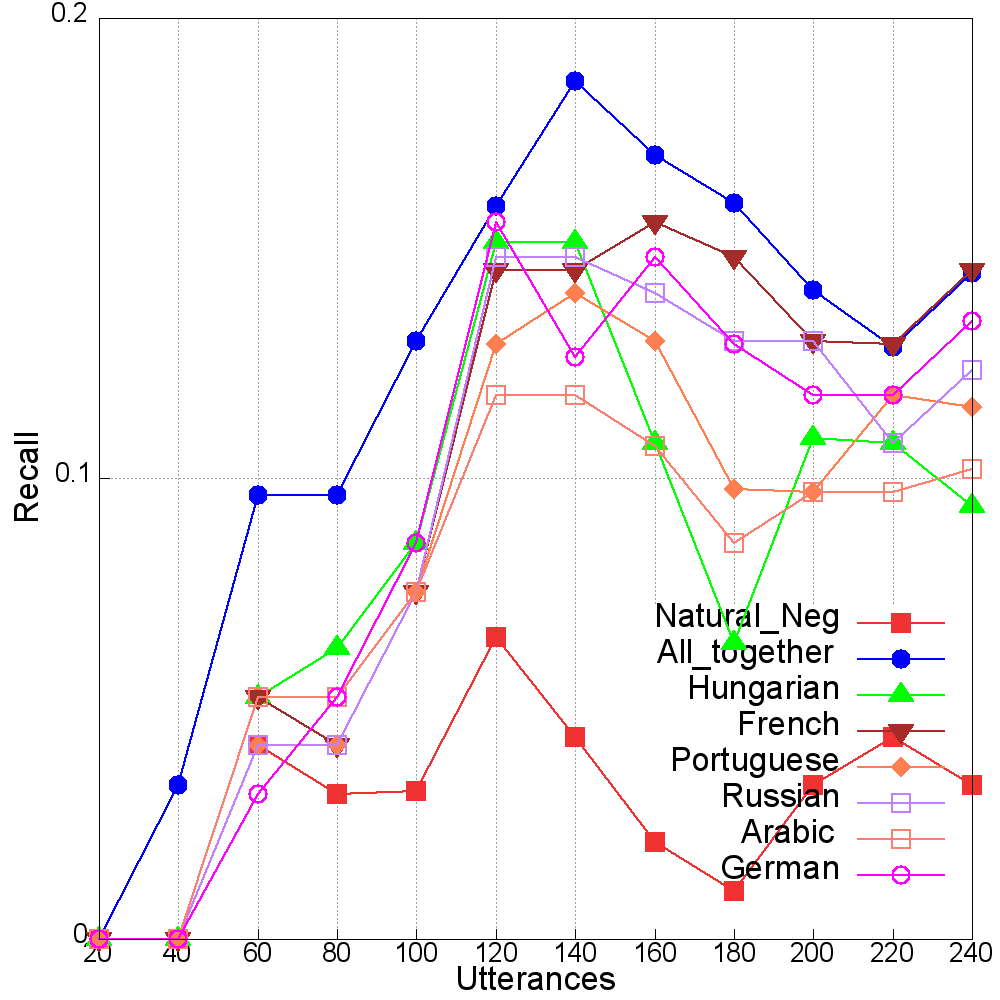 0.2
0.1
0
Recall
20 40 60 80 100 120 140 160 180 200 220 240
Utterances
Natural_Neg
All_together
Hungarian
French
Portuguese
Russian
Arabic
German